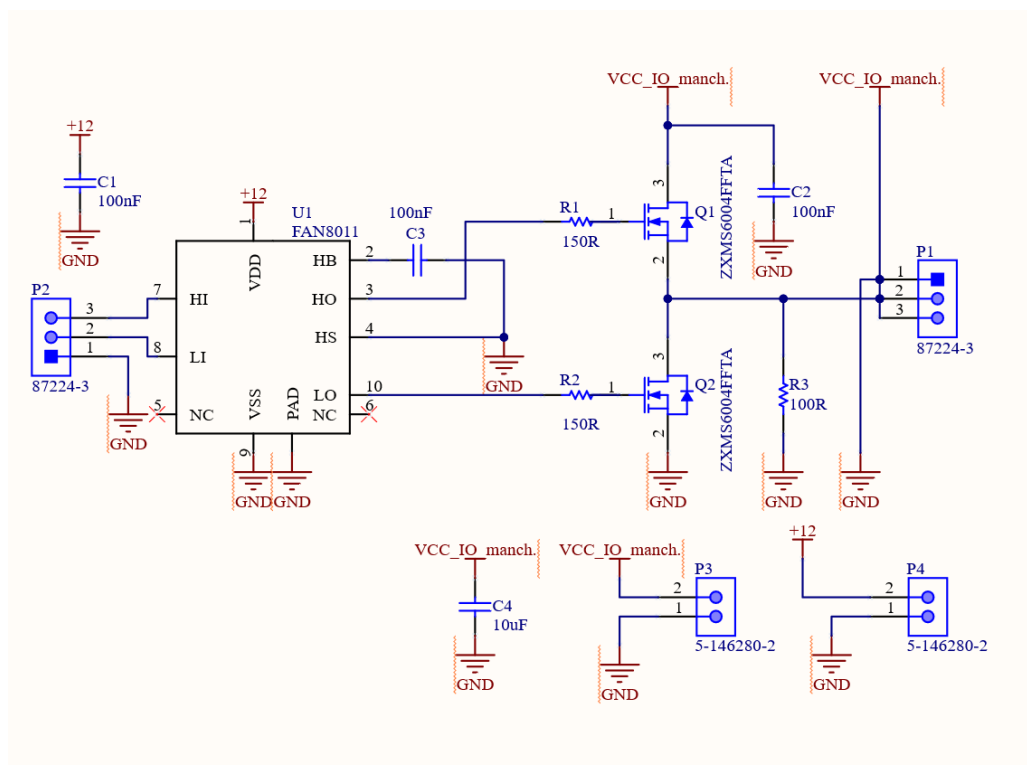 VCC_IO_manch.
VCC_IO_manch.
+12
C1
100nF
GND
+12
1
U1
FAN8011
VDD
HB
2
HI
7
HO
3
HS
4
LI
8
LO
10
NC
5
NC
6
VSS
PAD
9
GND
GND
100nF
C3
GND
P2
3
2
1
87224-3
GND
R1
150R
1
3
2
Q1
ZXMS6004FFTA
C2
100nF
GND
R2
150R
1
3
2
Q2
ZXMS6004FFTA
GND
R3
100R
GND
P1
1
2
3
87224-3
GND
VCC_IO_manch.
C4
10uF
GND
VCC_IO_manch.
P3
2
1
5-146280-2
GND
+12
P4
2
1
5-146280-2
GND